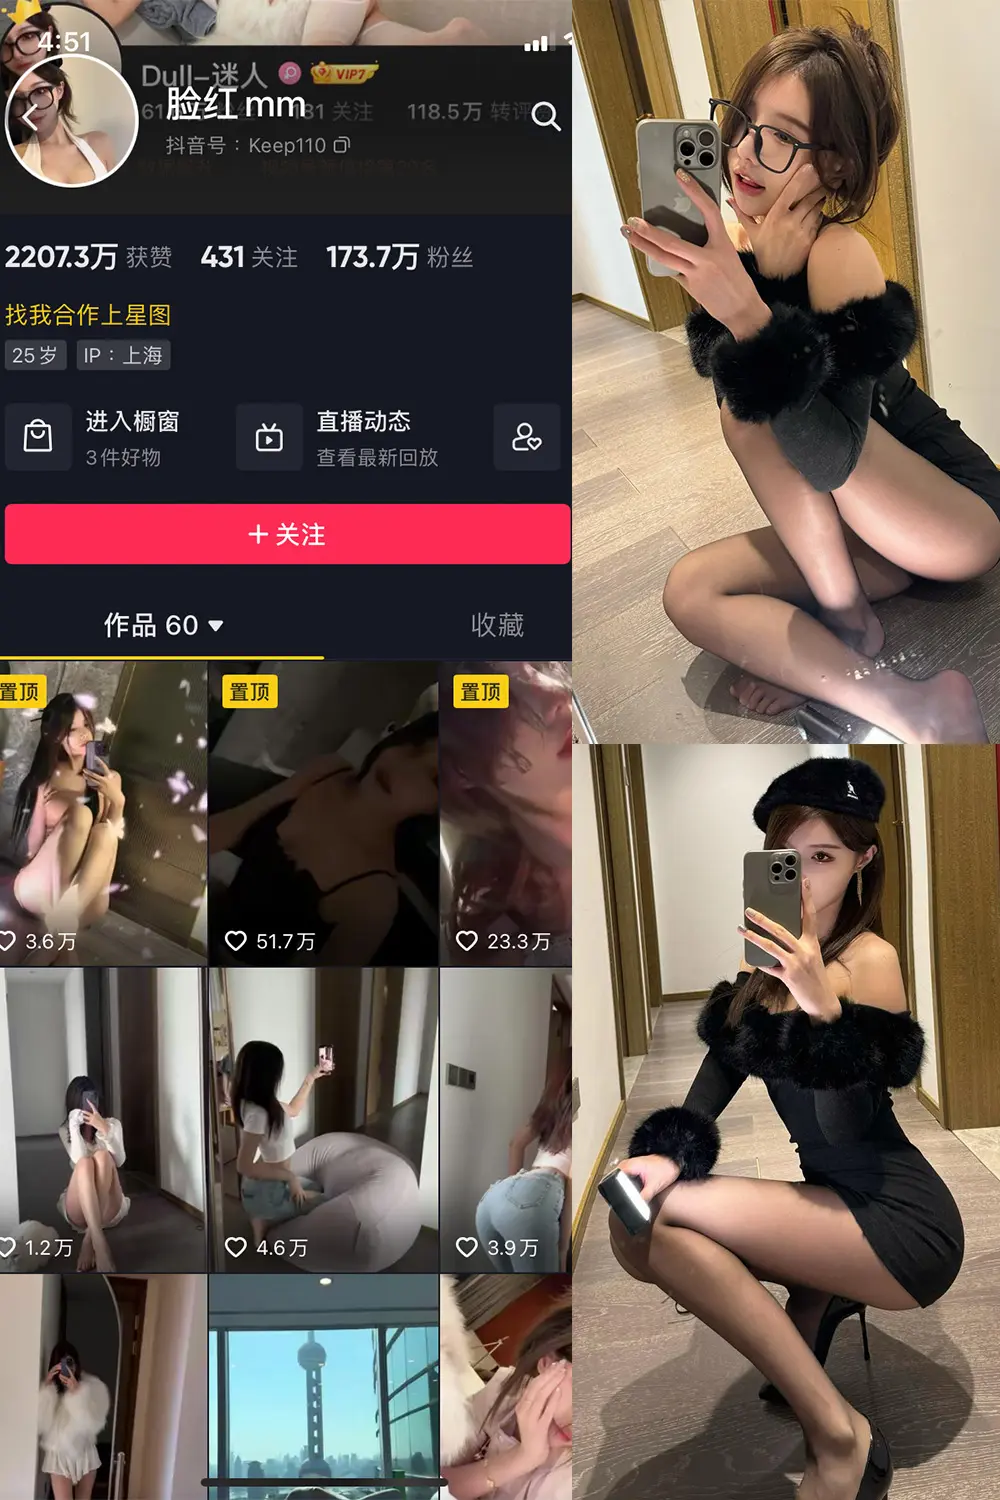 4:51
Dull-迷人 VIP7
脸红mm
关注 118.5万 转评
抖音号：Keep110
2207.3万 获赞 431 关注 173.7万 粉丝
找我合作上星图
25岁 IP：上海
进入橱窗
3件好物
直播动态
查看最新回放
+ 关注
作品 60
收藏
置顶
置顶
置顶
3.6万
51.7万
23.3万
1.2万
4.6万
3.9万